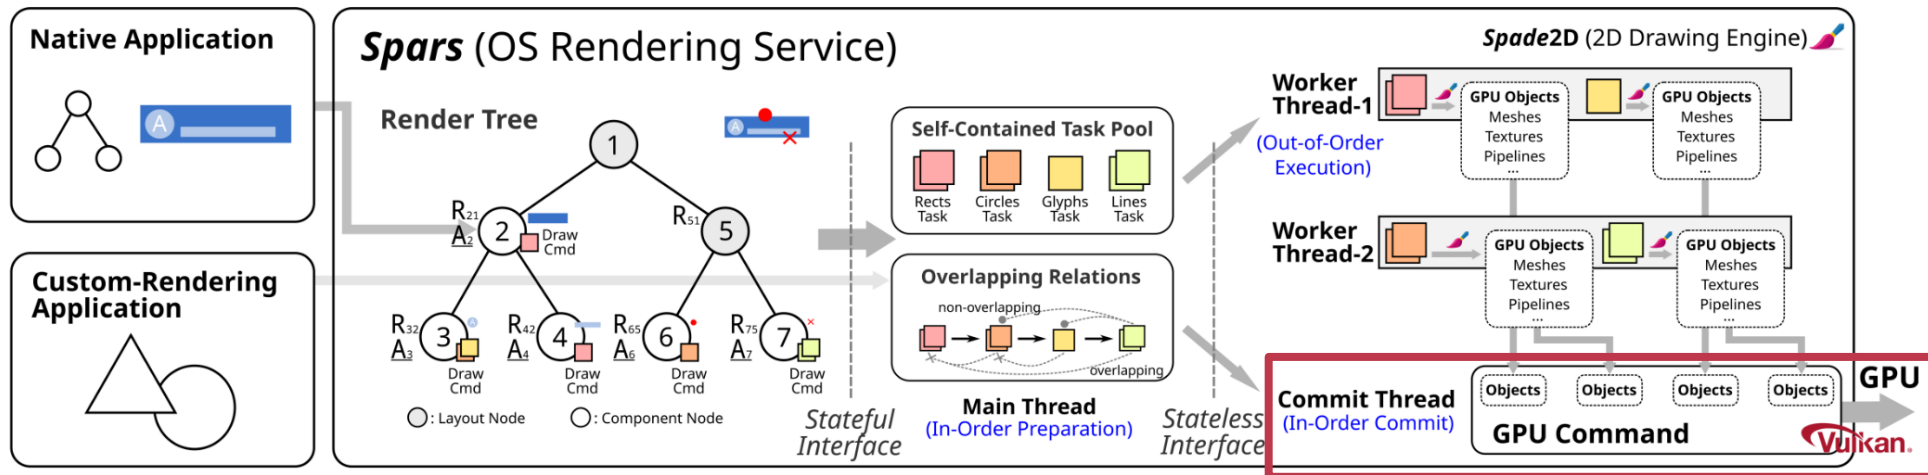 Native Application
A
Custom-Rendering
Application
Spars (OS Rendering Service)
Render Tree
A
1
R21
A2
2
Draw
Cmd
R51
5
R32
A3
3
A
Draw
Cmd
R42
A4
4
Draw
Cmd
R65
A6
6
Draw
Cmd
R75
A7
7
Draw
Cmd
: Layout Node
: Component Node
Stateful
Interface
Self-Contained Task Pool
Rects
Task
Circles
Task
Glyphs
Task
Lines
Task
Overlapping Relations
non-overlapping
overlapping
Main Thread
(In-Order Preparation)
Stateless
Interface
Spade2D (2D Drawing Engine)
Worker
Thread-1
(Out-of-Order
Execution)
GPU Objects
Meshes
Textures
Pipelines
...
GPU Objects
Meshes
Textures
Pipelines
...
Worker
Thread-2
GPU Objects
Meshes
Textures
Pipelines
...
GPU Objects
Meshes
Textures
Pipelines
...
Commit Thread
(In-Order Commit)
Objects
Objects
Objects
Objects
GPU Command
GPU
Vulkan.